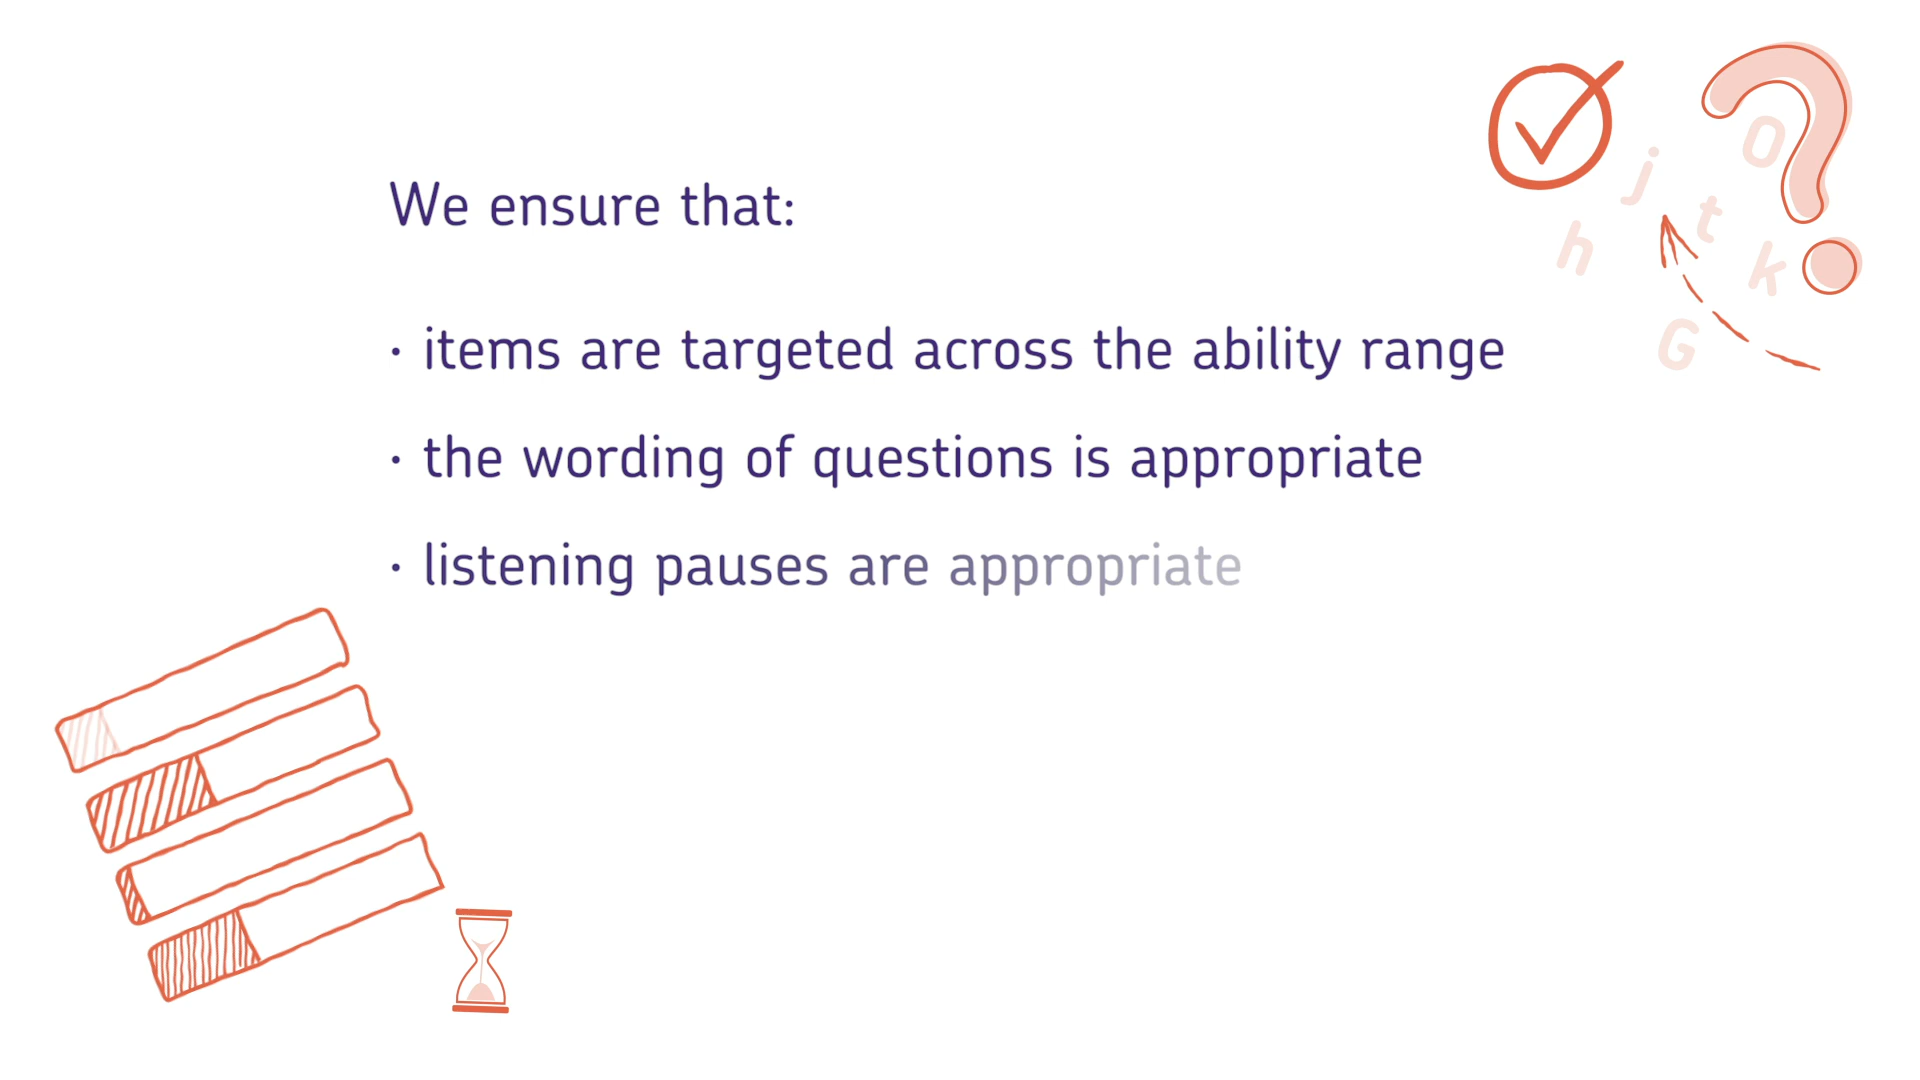 We ensure that:
· items are targeted across the ability range
· the wording of questions is appropriate
· listening pauses are appropriate
O
j
t
h
k
G